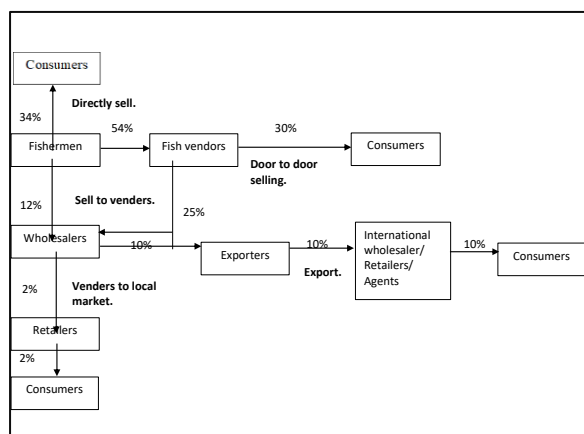 Consumers
Directly sell.
34%
54%
30%
Fishermen
Fish vendors
Consumers
Door to door
selling.
12%
Sell to venders.
25%
Wholesalers
10%
Exporters
10%
Export.
International
wholesaler/
Retailers/
Agents
10%
Consumers
2%
Venders to local
market.
Retailers
2%
Consumers